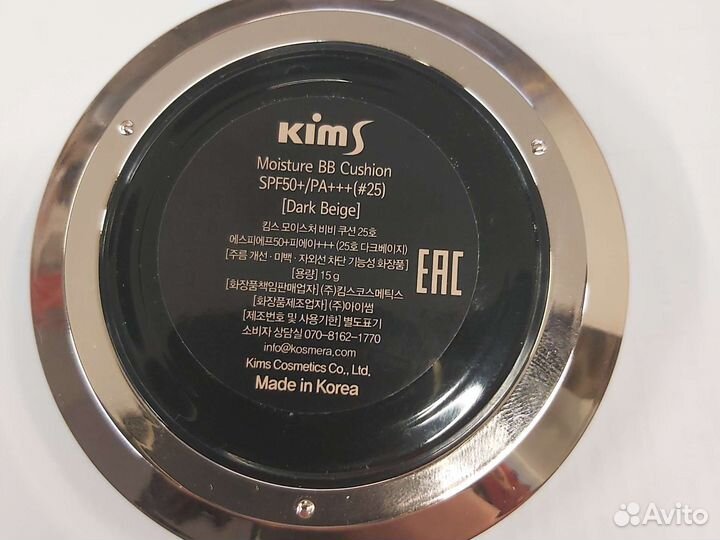 KimS
Moisture BB Cushion
SPF50+/PA+++(#25)
[Dark Beige]
킴스 모이스처 비비 쿠션 25호
에스피에프50+피에이+++ (25호 다크베이지)
[주름 개선·미백·자외선 차단 기능성 화장품]
[용량] 15 g
[화장품책임판매업자] (주)킴스코스메틱스
[화장품제조업자] (주)아이썸
[제조번호 및 사용기한] 별도표기
소비자 상담실 070-8162-1770
info@kosmera.com
Kims Cosmetics Co., Ltd.
Made in Korea
EAC
Avito